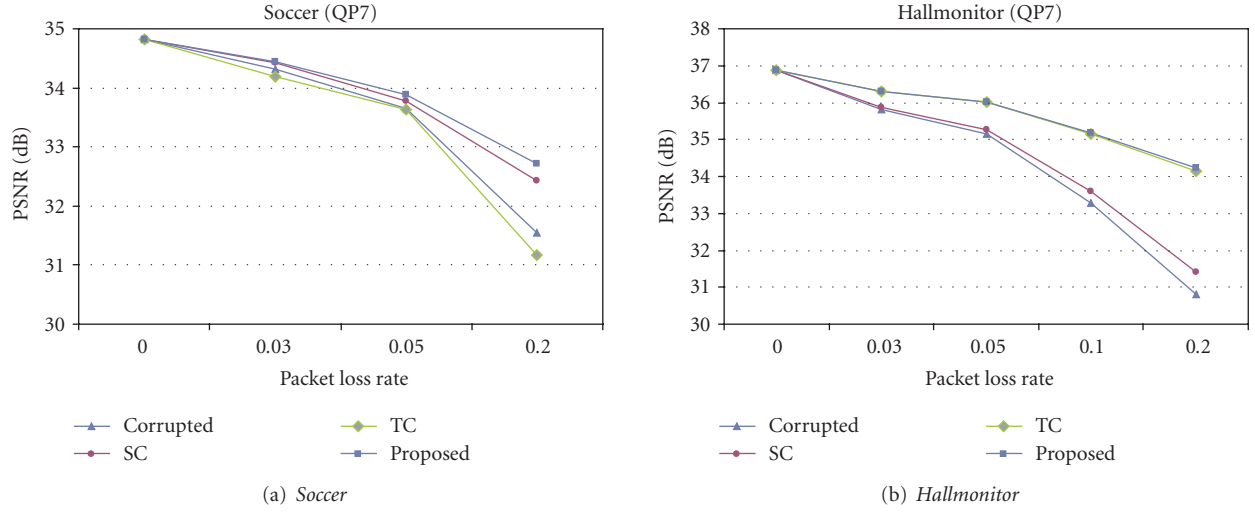 Soccer (QP7)
35
34
33
32
31
30
PSNR (dB)
0
0.03
0.05
0.2
Packet loss rate
Corrupted
TC
SC
Proposed
(a) Soccer
Hallmonitor (QP7)
38
37
36
35
34
33
32
31
30
PSNR (dB)
0
0.03
0.05
0.1
0.2
Packet loss rate
Corrupted
TC
SC
Proposed
(b) Hallmonitor